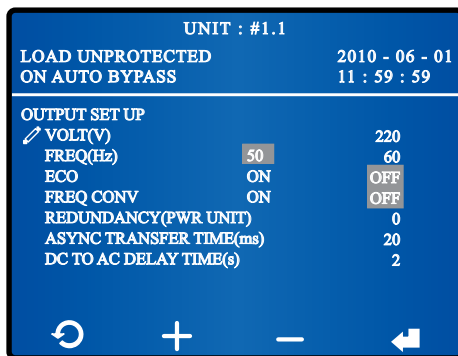 UNIT : #1.1
LOAD UNPROTECTED 2010 - 06 - 01
ON AUTO BYPASS 11 : 59 : 59
OUTPUT SET UP
VOLT(V) 220
FREQ(Hz) 50 60
ECO ON OFF
FREQ CONV ON OFF
REDUNDANCY(PWR UNIT) 0
ASYNC TRANSFER TIME(ms) 20
DC TO AC DELAY TIME(s) 2